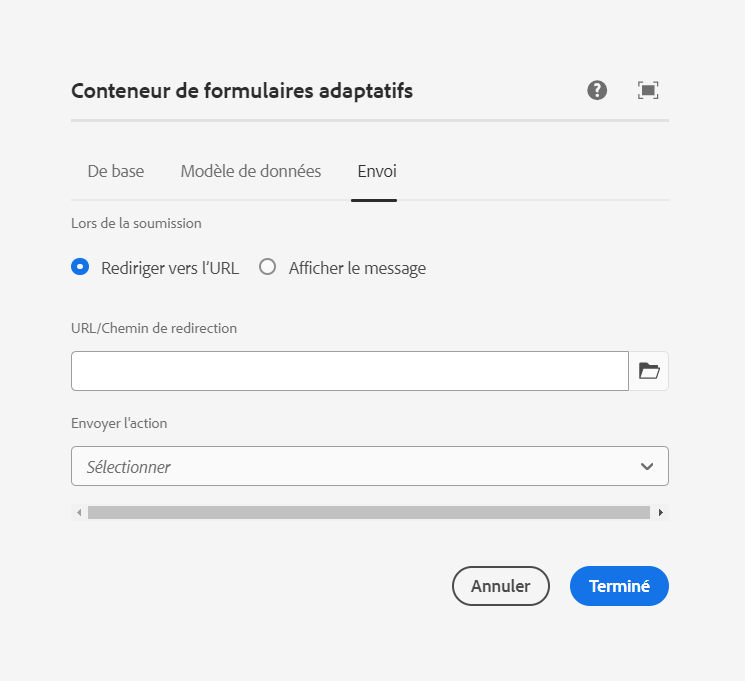 Conteneur de formulaires adaptatifs
De base Modèle de données Envoi
Lors de la soumission
Rediriger vers l’URL Afficher le message
URL/Chemin de redirection
Envoyer l'action
Sélectionner
Annuler Terminé